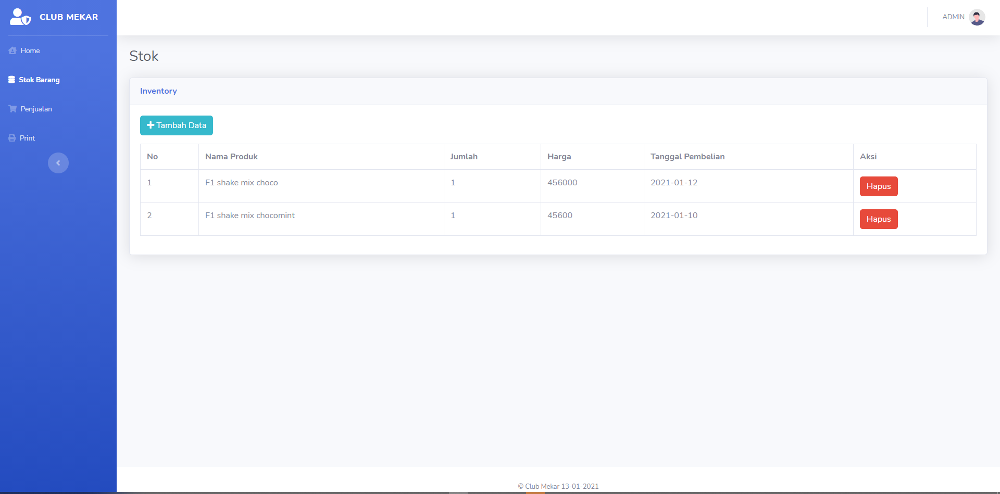 CLUB MEKAR
ADMIN
Home
Stok Barang
Penjualan
Print
Stok
Inventory
Tambah Data
No Nama Produk Jumlah Harga Tanggal Pembelian Aksi
1 F1 shake mix choco 1 456000 2021-01-12 Hapus
2 F1 shake mix chocomint 1 45600 2021-01-10 Hapus
© Club Mekar 13-01-2021